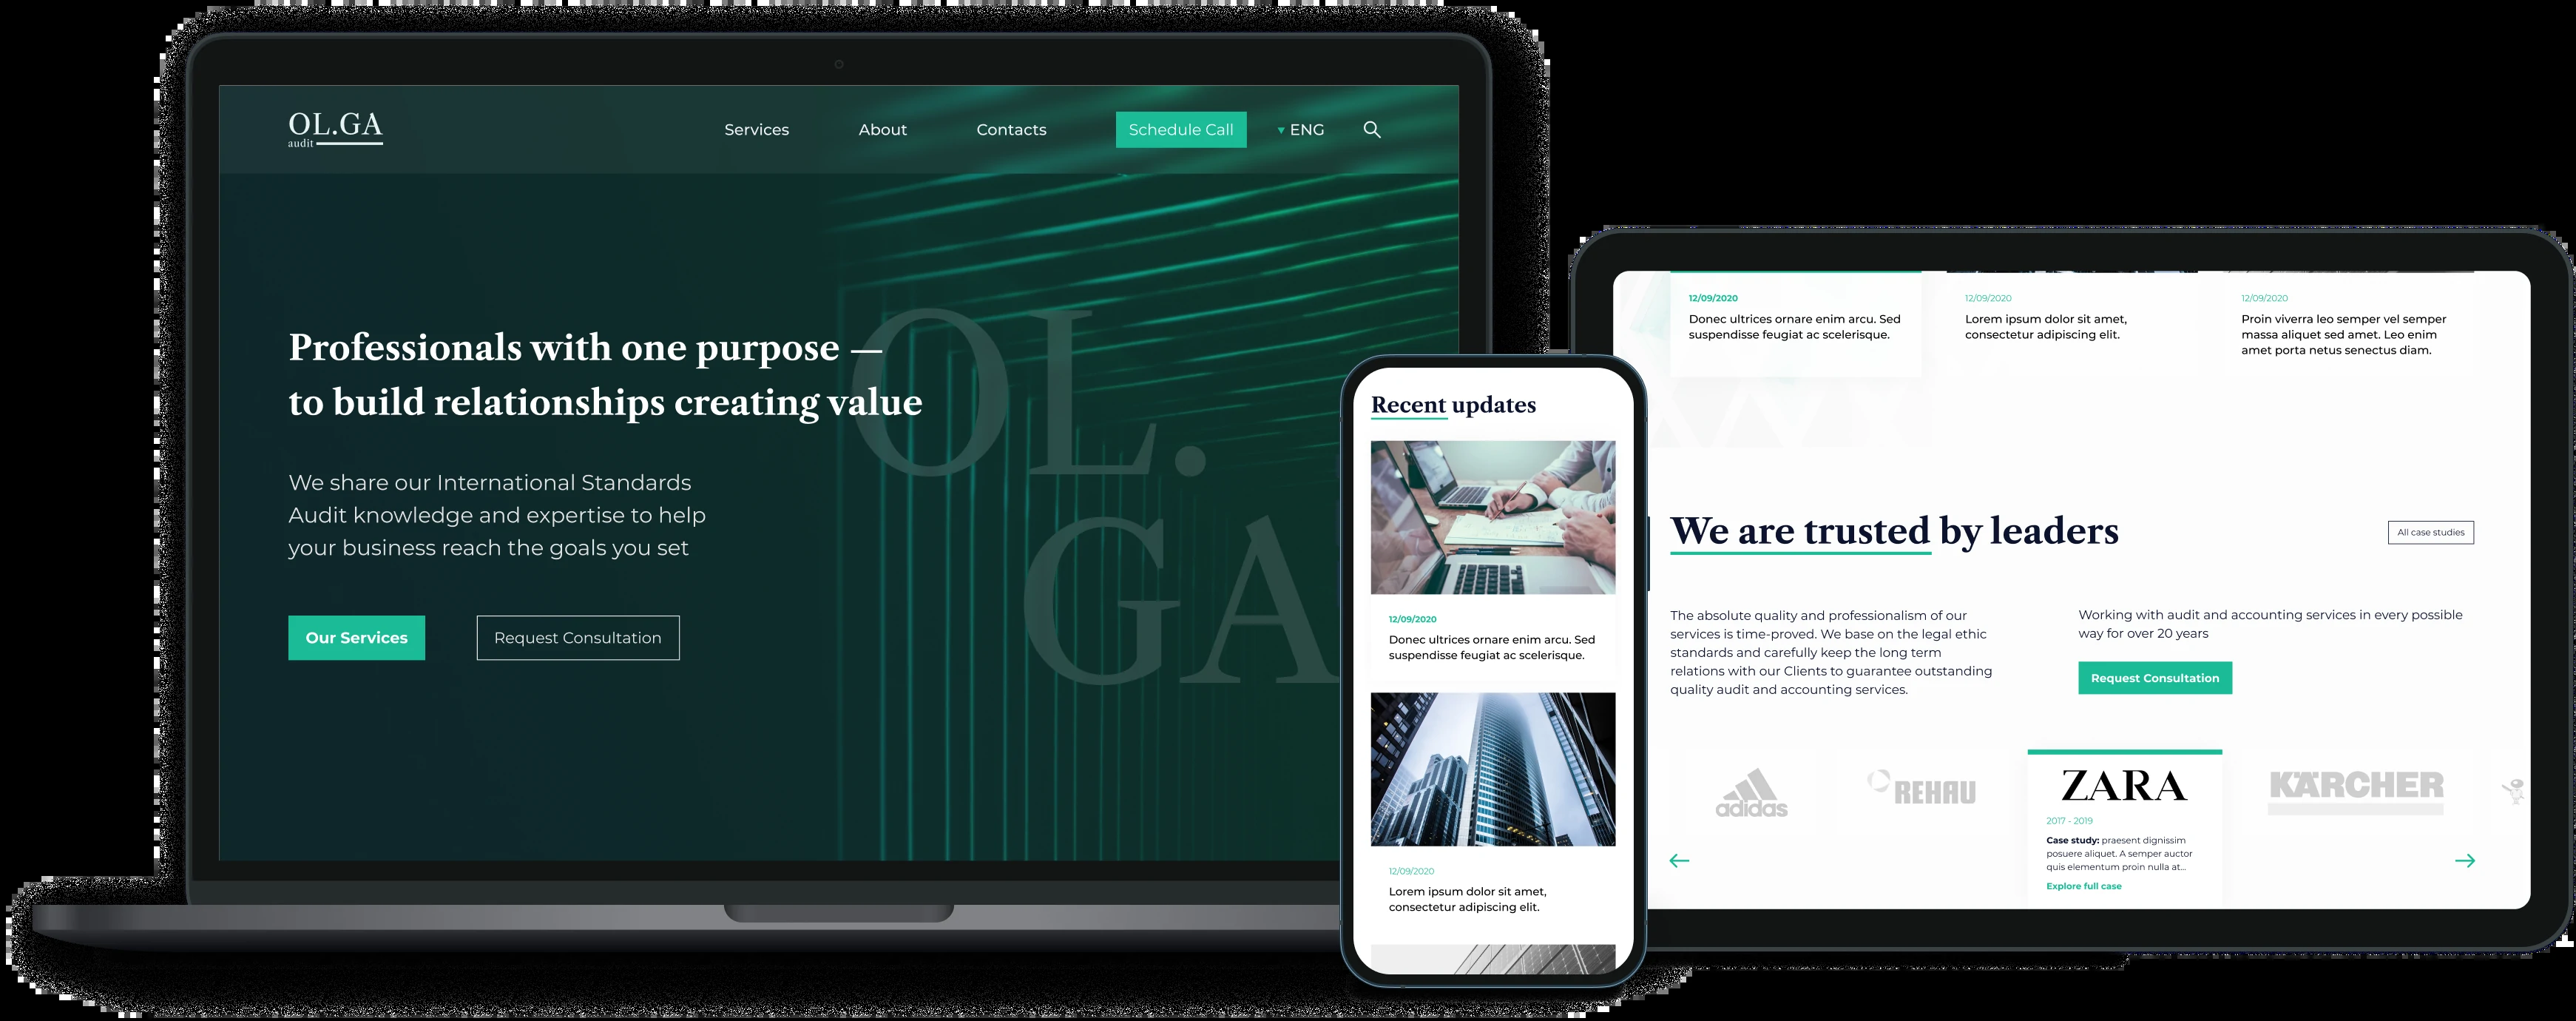 OL.GA
audit
Services
About
Contacts
Schedule Call
ENG
Professionals with one purpose —
to build relationships creating value
We share our International Standards
Audit knowledge and expertise to help
your business reach the goals you set
Our Services
Request Consultation
OL.
GA
Recent updates
12/09/2020
Donec ultrices ornare enim arcu. Sed
suspendisse feugiat ac scelerisque.
12/09/2020
Lorem ipsum dolor sit amet,
consectetur adipiscing elit.
12/09/2020
Donec ultrices ornare enim arcu. Sed
suspendisse feugiat ac scelerisque.
12/09/2020
Lorem ipsum dolor sit amet,
consectetur adipiscing elit.
12/09/2020
Proin viverra leo semper vel semper
massa aliquet sed amet. Leo enim
amet porta netus senectus diam.
We are trusted by leaders
All case studies
The absolute quality and professionalism of our
services is time-proved. We base on the legal ethic
standards and carefully keep the long term
relations with our Clients to guarantee outstanding
quality audit and accounting services.
Working with audit and accounting services in every possible
way for over 20 years
Request Consultation
adidas
REHAU
ZARA
2017 - 2019
Case study: praesent dignissim
posuere aliquet. A semper auctor
quis elementum proin nulla at...
Explore full case
KÄRCHER